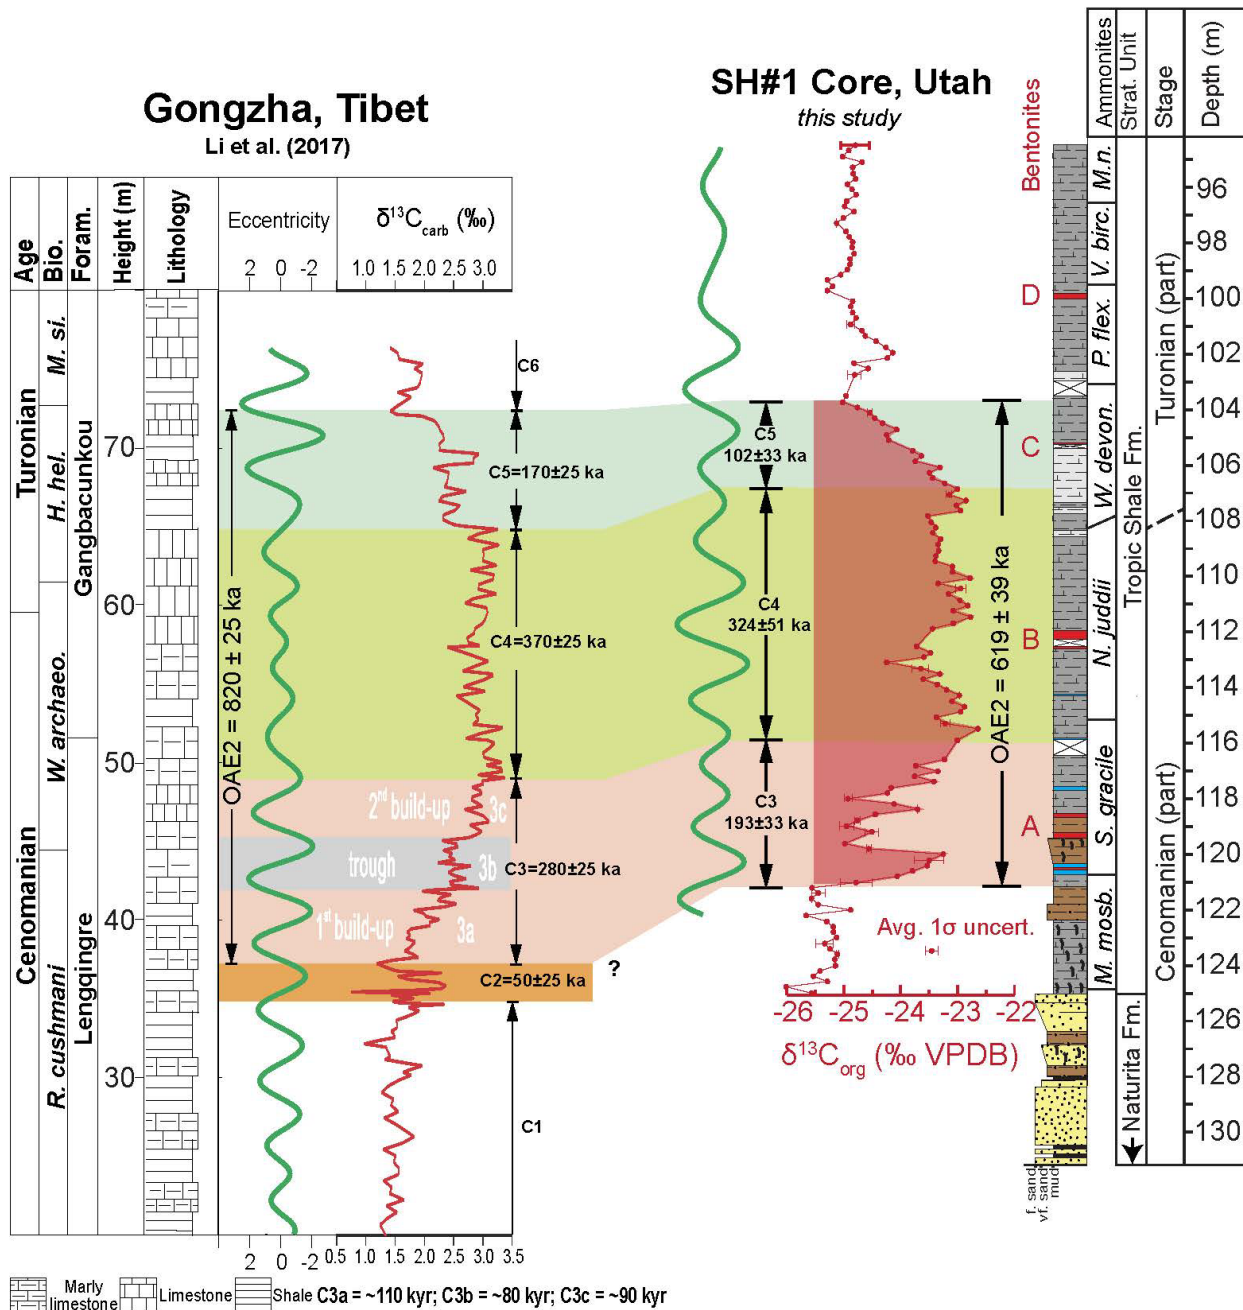 Gongzha, Tibet
Li et al. (2017)
SH#1 Core, Utah
this study
Bentonites
Ammonites
Strat. Unit
Stage
Depth (m)
Age
Bio.
Foram.
Height (m)
Lithology
Eccentricity
2 0 -2
δ¹³C carb (‰)
1.0 2.0 3.0
Turonian
Cenomanian
M. si.
H. hel.
W. archaeo.
R. cushmani
Gangbacunkou
Lengqingre
70
60
50
40
30
OAE2 = 820 ± 25 ka
C6
C5=170±25 ka
C4=370±25 ka
2nd build-up 3c
trough 3b
C3=280±25 ka
1st build-up 3a
C2=50±25 ka
?
C1
2 0 -2
0.5 1.0 1.5 2.0 2.5 3.0 3.5
C5
102±33 ka
C4
324±51 ka
C3
193±33 ka
OAE2 = 619 ± 39 ka
D
C
B
A
Avg. 1σ uncert.
-26 -25 -24 -23 -22
δ¹³C org (‰ VPDB)
M.n.
V. birc.
P. flex.
W. devon.
N. juddii
S. gracile
M. mosb.
Tropic Shale Fm.
Naturita Fm.
Turonian (part)
Cenomanian (part)
96
98
100
102
104
106
108
110
112
114
116
118
120
122
124
126
128
130
f. sand
vf. sand
mud
Marly limestone
Limestone
Shale
C3a = ~110 kyr; C3b = ~80 kyr; C3c = ~90 kyr